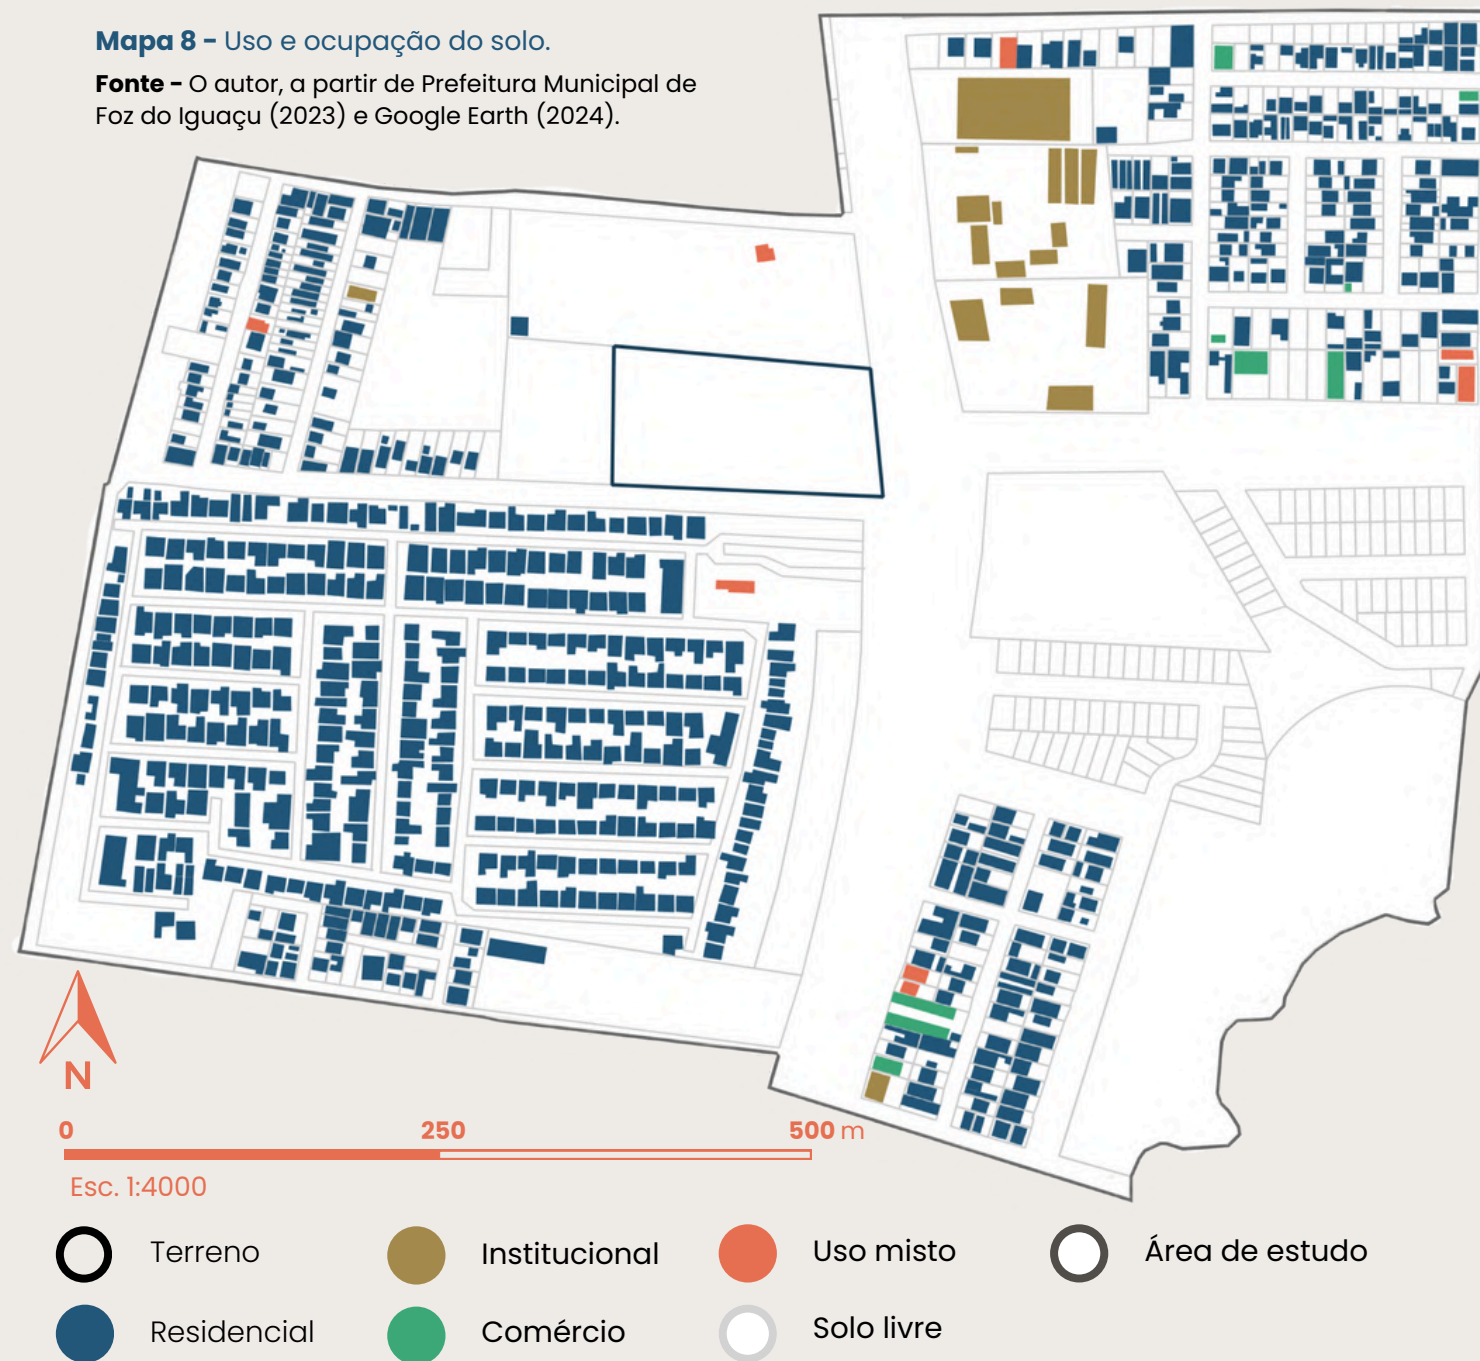 Mapa 8 – Uso e ocupação do solo.
Fonte – O autor, a partir de Prefeitura Municipal de
Foz do Iguaçu (2023) e Google Earth (2024).
N
0 250 500 m
Esc. 1:4000
Terreno Institucional Uso misto Área de estudo
Residencial Comércio Solo livre